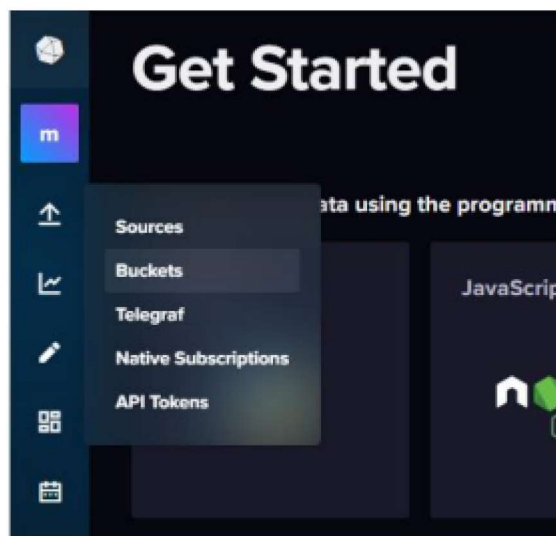 Get Started
m
ata using the programm
Sources
Buckets
Telegraf
Native Subscriptions
API Tokens
JavaScrip